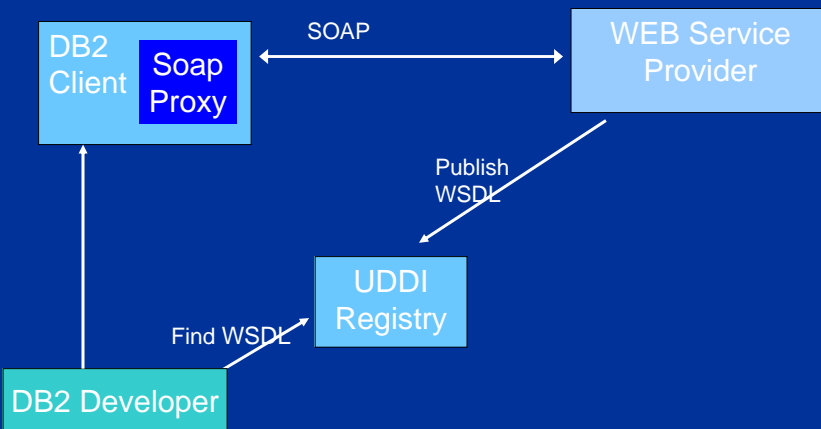 DB2
Client
Soap
Proxy
SOAP
WEB Service
Provider
Publish
WSDL
UDDI
Registry
Find WSDL
DB2 Developer